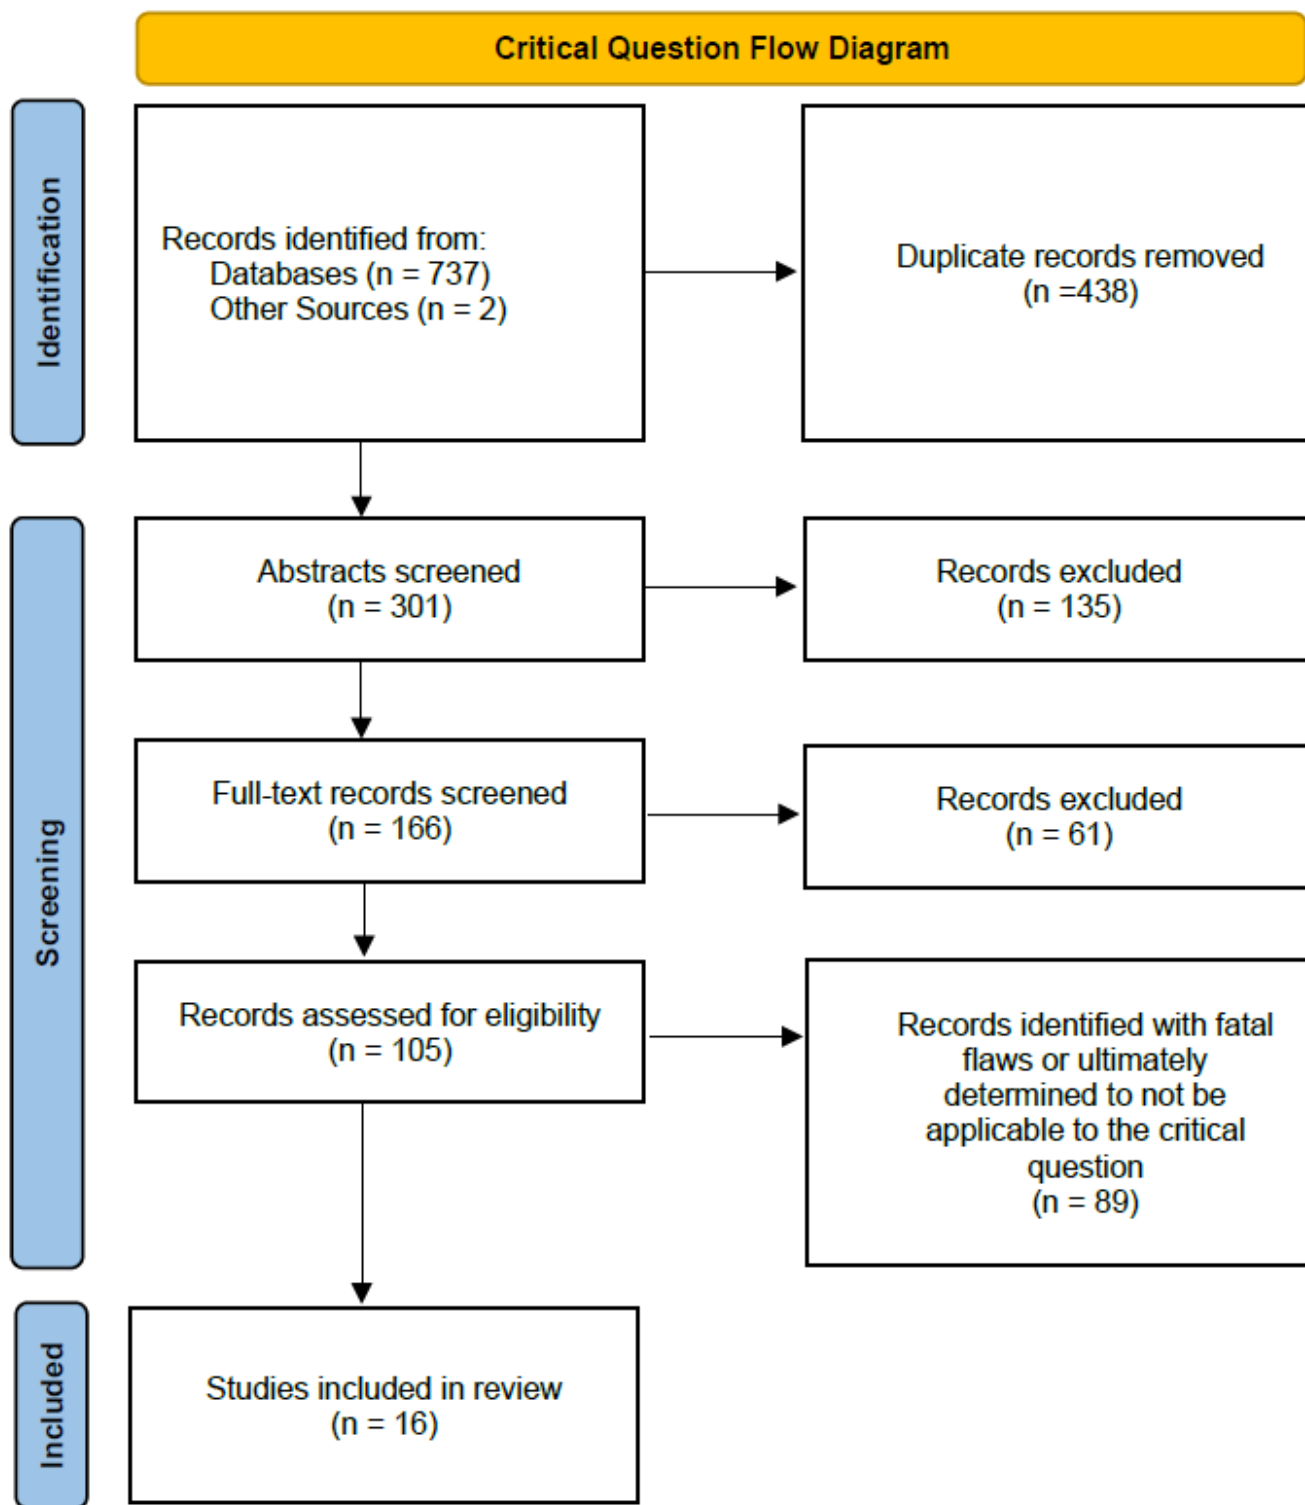 Critical Question Flow Diagram
Identification
Records identified from:
Databases (n = 737)
Other Sources (n = 2)
Duplicate records removed
(n =438)
Screening
Abstracts screened
(n = 301)
Records excluded
(n = 135)
Full-text records screened
(n = 166)
Records excluded
(n = 61)
Records assessed for eligibility
(n = 105)
Records identified with fatal
flaws or ultimately
determined to not be
applicable to the critical
question
(n = 89)
Included
Studies included in review
(n = 16)